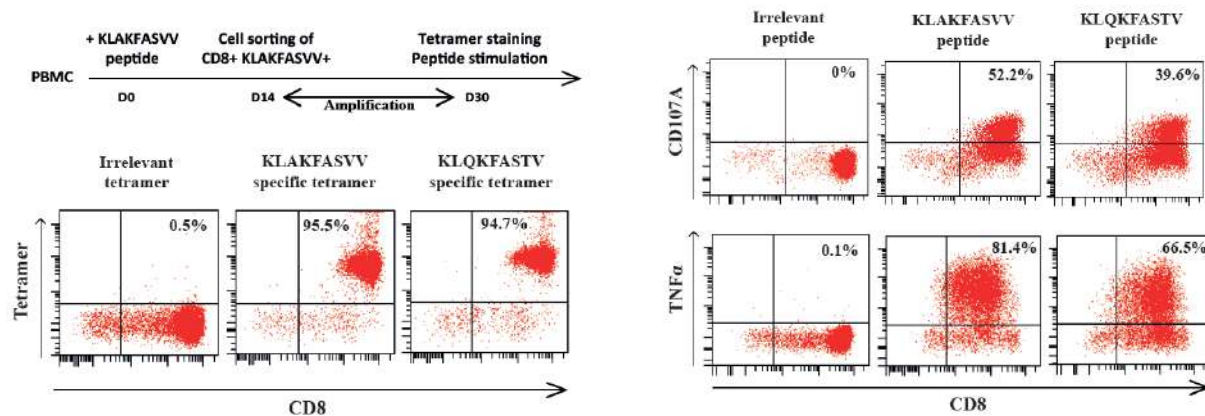 + KLAKFASVV
peptide
Cell sorting of
CD8+ KLAKFASVV+
Tetramer staining
Peptide stimulation
PBMC
D0
D14
Amplification
D30
Irrelevant
tetramer
KLAKFASVV
specific tetramer
KLQKFASTV
specific tetramer
Tetramer
0.5%
95.5%
94.7%
CD8
Irrelevant
peptide
KLAKFASVV
peptide
KLQKFASTV
peptide
CD107A
0%
52.2%
39.6%
TNFα
0.1%
81.4%
66.5%
CD8